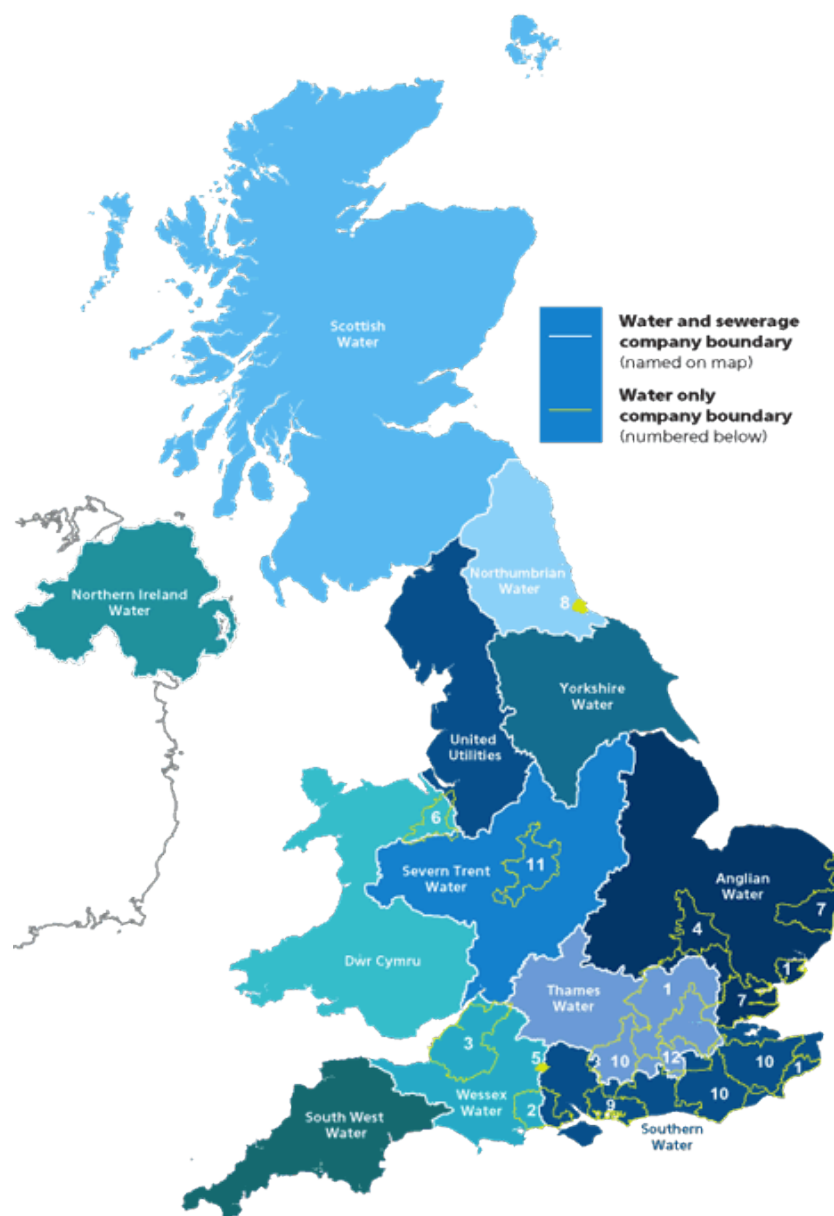 Scottish
Water
Water and sewerage
company boundary
(named on map)
Water only
company boundary
(numbered below)
Northumbrian
Water
8
Northern Ireland
Water
Yorkshire
Water
United
Utilities
6
11
Severn Trent
Water
Anglian
Water
7
4
Dŵr Cymru
1
Thames
Water
1
7
3
5
10
12
10
1
Wessex
Water
2
9
10
South West
Water
Southern
Water